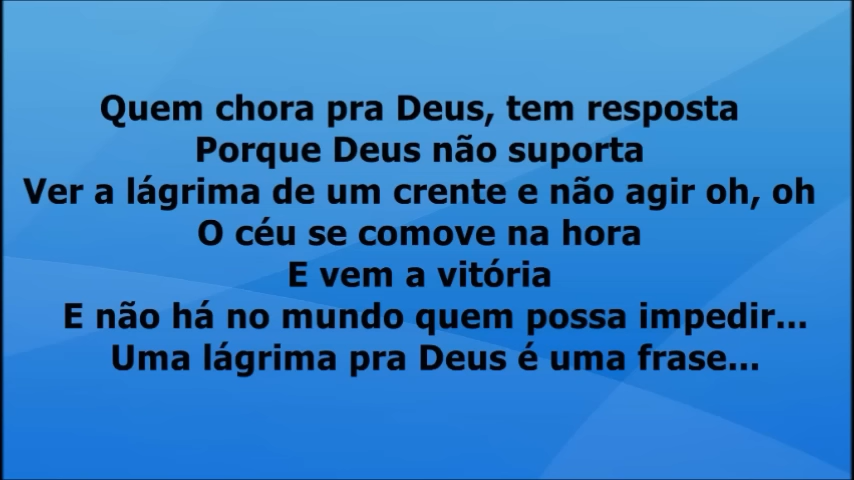 Quem chora pra Deus, tem resposta
Porque Deus não suporta
Ver a lágrima de um crente e não agir oh, oh
O céu se comove na hora
E vem a vitória
E não há no mundo quem possa impedir...
Uma lágrima pra Deus é uma frase...